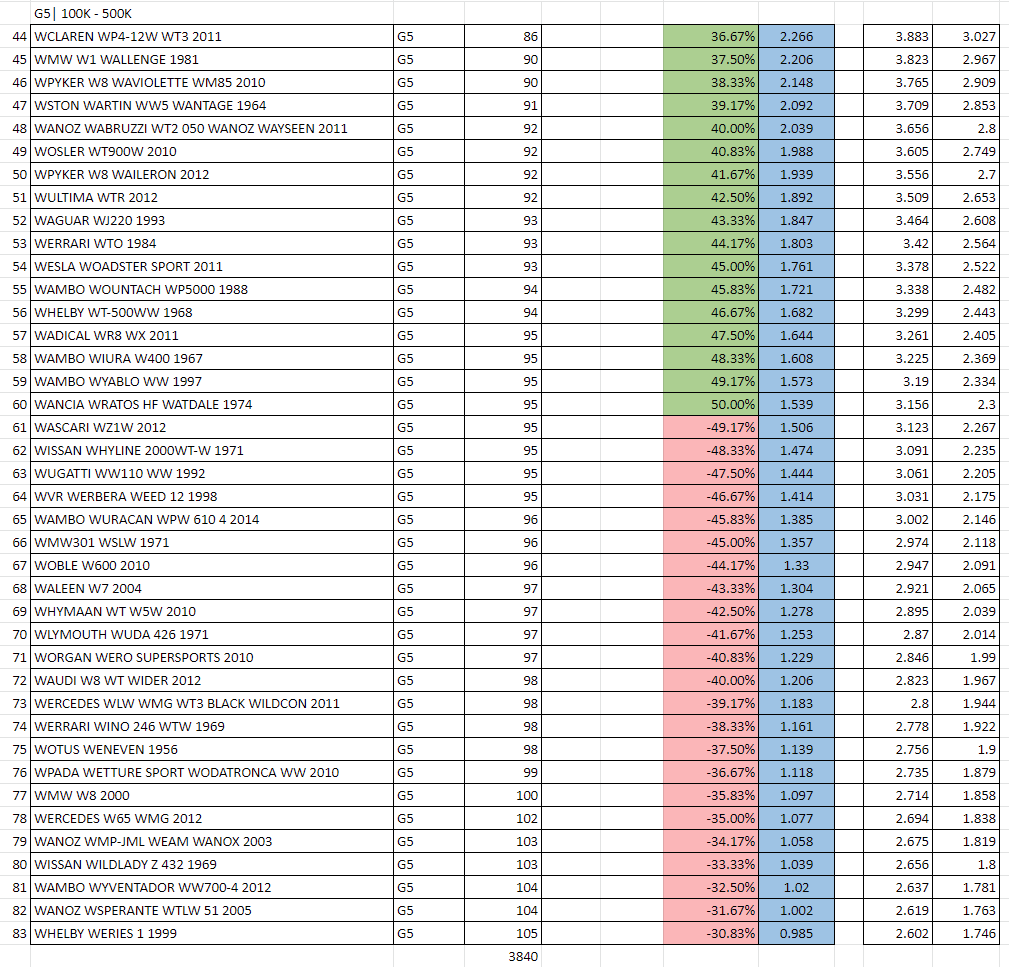 G5| 100K - 500K
44 WCLAREN WP4-12W WT3 2011 G5 86 36.67% 2.266 3.883 3.027
45 WMW W1 WALLENGE 1981 G5 90 37.50% 2.206 3.823 2.967
46 WPYKER W8 WAVIOLETTE WM85 2010 G5 90 38.33% 2.148 3.765 2.909
47 WSTON WARTIN WW5 WANTAGE 1964 G5 91 39.17% 2.092 3.709 2.853
48 WANOZ WABRUZZI WT2 050 WANOZ WAYSEEN 2011 G5 92 40.00% 2.039 3.656 2.8
49 WOSLER WT900W 2010 G5 92 40.83% 1.988 3.605 2.749
50 WPYKER W8 WAILERON 2012 G5 92 41.67% 1.939 3.556 2.7
51 WULTIMA WTR 2012 G5 92 42.50% 1.892 3.509 2.653
52 WAGUAR WJ220 1993 G5 93 43.33% 1.847 3.464 2.608
53 WERRARI WTO 1984 G5 93 44.17% 1.803 3.42 2.564
54 WESLA WOADSTER SPORT 2011 G5 93 45.00% 1.761 3.378 2.522
55 WAMBO WOUNTACH WP5000 1988 G5 94 45.83% 1.721 3.338 2.482
56 WHELBY WT-500WW 1968 G5 94 46.67% 1.682 3.299 2.443
57 WADICAL WR8 WX 2011 G5 95 47.50% 1.644 3.261 2.405
58 WAMBO WIURA W400 1967 G5 95 48.33% 1.608 3.225 2.369
59 WAMBO WYABLO WW 1997 G5 95 49.17% 1.573 3.19 2.334
60 WANCIA WRATOS HF WATDALE 1974 G5 95 50.00% 1.539 3.156 2.3
61 WASCARI WZ1W 2012 G5 95 -49.17% 1.506 3.123 2.267
62 WISSAN WHYLINE 2000WT-W 1971 G5 95 -48.33% 1.474 3.091 2.235
63 WUGATTI WW110 WW 1992 G5 95 -47.50% 1.444 3.061 2.205
64 WVR WERBERA WEED 12 1998 G5 95 -46.67% 1.414 3.031 2.175
65 WAMBO WURACAN WPW 610 4 2014 G5 96 -45.83% 1.385 3.002 2.146
66 WMW301 WSLW 1971 G5 96 -45.00% 1.357 2.974 2.118
67 WOBLE W600 2010 G5 96 -44.17% 1.33 2.947 2.091
68 WALEEN W7 2004 G5 97 -43.33% 1.304 2.921 2.065
69 WHYMAAN WT W5W 2010 G5 97 -42.50% 1.278 2.895 2.039
70 WLYMOUTH WUDA 426 1971 G5 97 -41.67% 1.253 2.87 2.014
71 WORGAN WERO SUPERSPORTS 2010 G5 97 -40.83% 1.229 2.846 1.99
72 WAUDI W8 WT WIDER 2012 G5 98 -40.00% 1.206 2.823 1.967
73 WERCEDES WLW WMG WT3 BLACK WILDCON 2011 G5 98 -39.17% 1.183 2.8 1.944
74 WERRARI WINO 246 WTW 1969 G5 98 -38.33% 1.161 2.778 1.922
75 WOTUS WENEVEN 1956 G5 98 -37.50% 1.139 2.756 1.9
76 WPADA WETTURE SPORT WODATRONCA WW 2010 G5 99 -36.67% 1.118 2.735 1.879
77 WMW W8 2000 G5 100 -35.83% 1.097 2.714 1.858
78 WERCEDES W65 WMG 2012 G5 102 -35.00% 1.077 2.694 1.838
79 WANOZ WMP-JML WEAM WANOX 2003 G5 103 -34.17% 1.058 2.675 1.819
80 WISSAN WILDLADY Z 432 1969 G5 103 -33.33% 1.039 2.656 1.8
81 WAMBO WYVENTADOR WW700-4 2012 G5 104 -32.50% 1.02 2.637 1.781
82 WANOZ WSPERANTE WTLW 51 2005 G5 104 -31.67% 1.002 2.619 1.763
83 WHELBY WERIES 1 1999 G5 105 -30.83% 0.985 2.602 1.746
3840